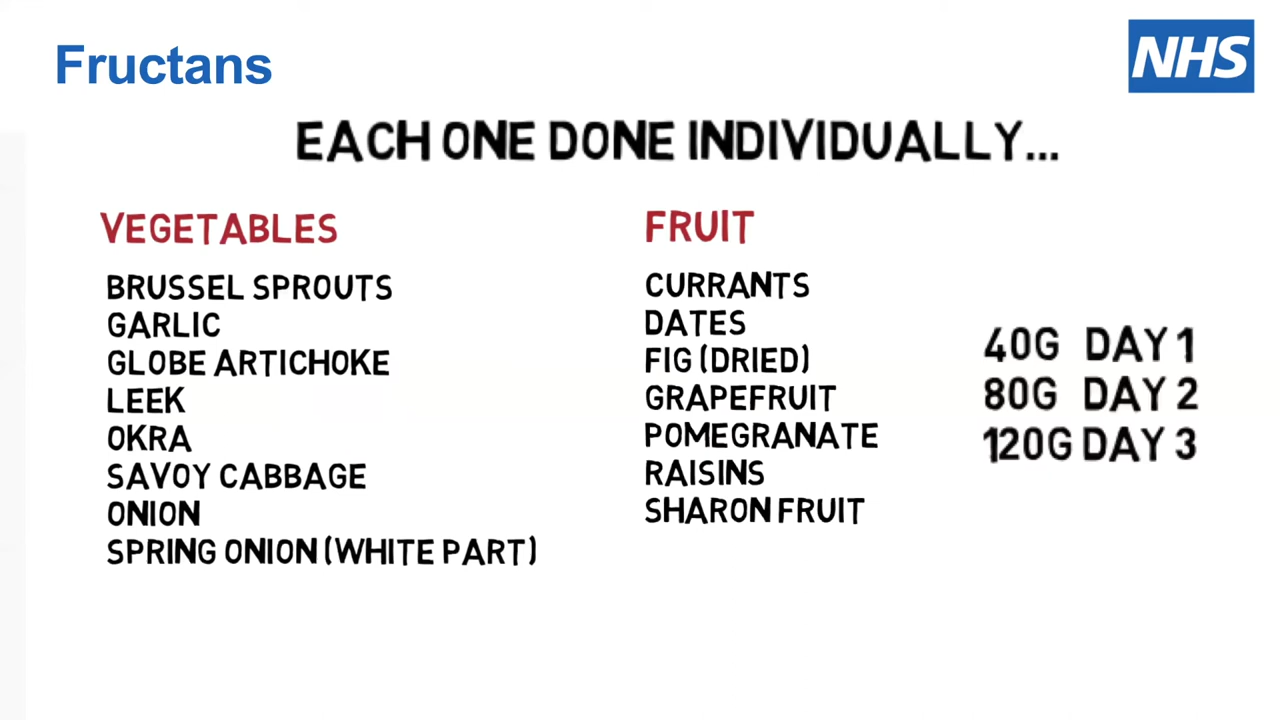 Fructans
NHS
EACH ONE DONE INDIVIDUALLY...
VEGETABLES
BRUSSEL SPROUTS
GARLIC
GLOBE ARTICHOKE
LEEK
OKRA
SAVOY CABBAGE
ONION
SPRING ONION (WHITE PART)
FRUIT
CURRANTS
DATES
FIG (DRIED)
GRAPEFRUIT
POMEGRANATE
RAISINS
SHARON FRUIT
40G DAY 1
80G DAY 2
120G DAY 3